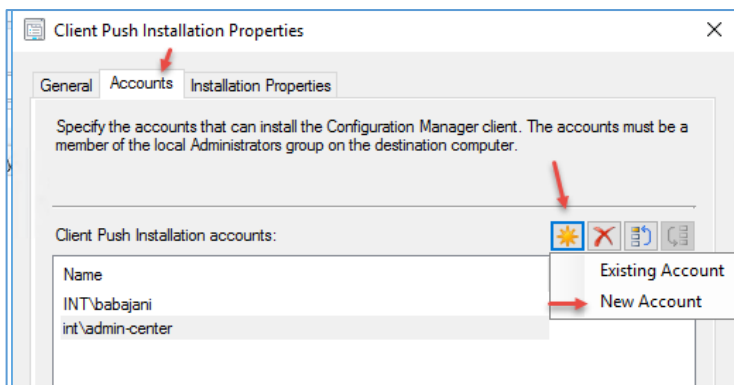 Client Push Installation Properties
General Accounts Installation Properties
Specify the accounts that can install the Configuration Manager client. The accounts must be a
member of the local Administrators group on the destination computer.
Client Push Installation accounts:
Existing Account
New Account
Name
INT\babajani
int\admin-center